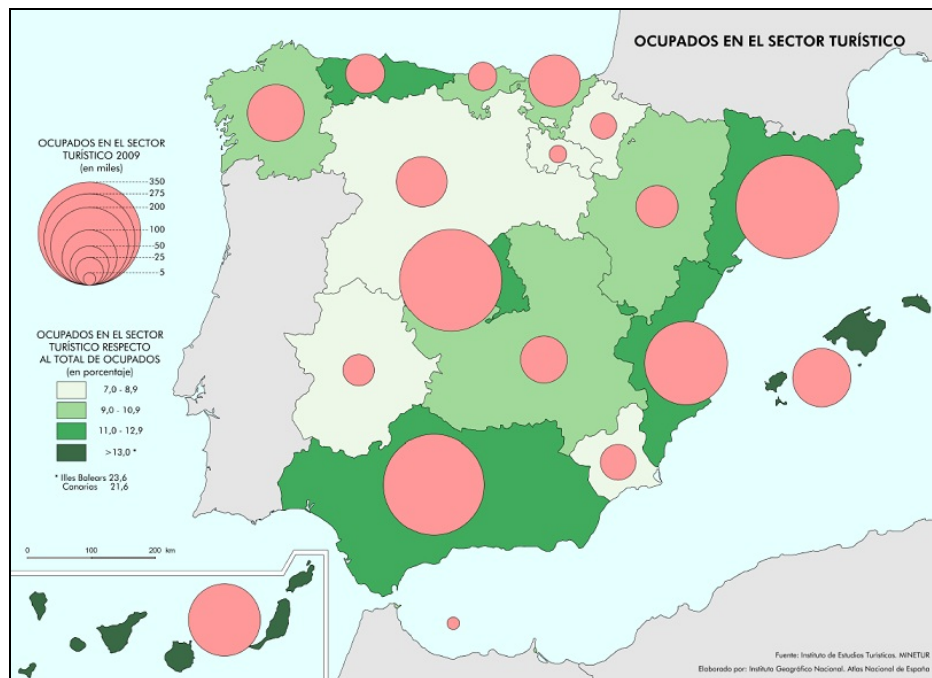 OCUPADOS EN EL SECTOR TURÍSTICO
OCUPADOS EN EL SECTOR
TURÍSTICO 2009
(en miles)
350
275
200
100
50
25
5
OCUPADOS EN EL SECTOR
TURÍSTICO RESPECTO
AL TOTAL DE OCUPADOS
(en porcentaje)
7,0 - 8,9
9,0 - 10,9
11,0 - 12,9
>13,0 *
* Illes Balears 23,6
Canarias 21,6
0 100 200 km
Fuente: Instituto de Estudios Turísticos. MINETUR
Elaborado por: Instituto Geográfico Nacional. Atlas Nacional de España